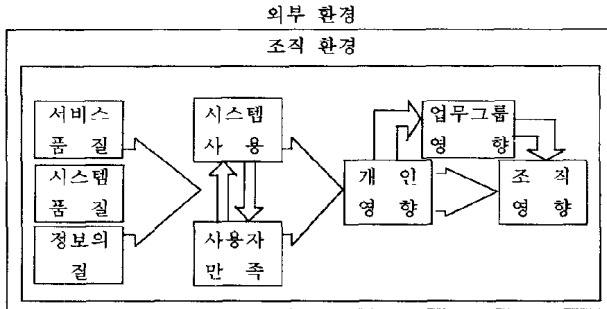 외부 환경
조직 환경
서비스
품 질
시스템
품 질
정보의
질
시스템
사 용
사용자
만 족
개 인
영 향
업무그룹
영 향
조 직
영 향